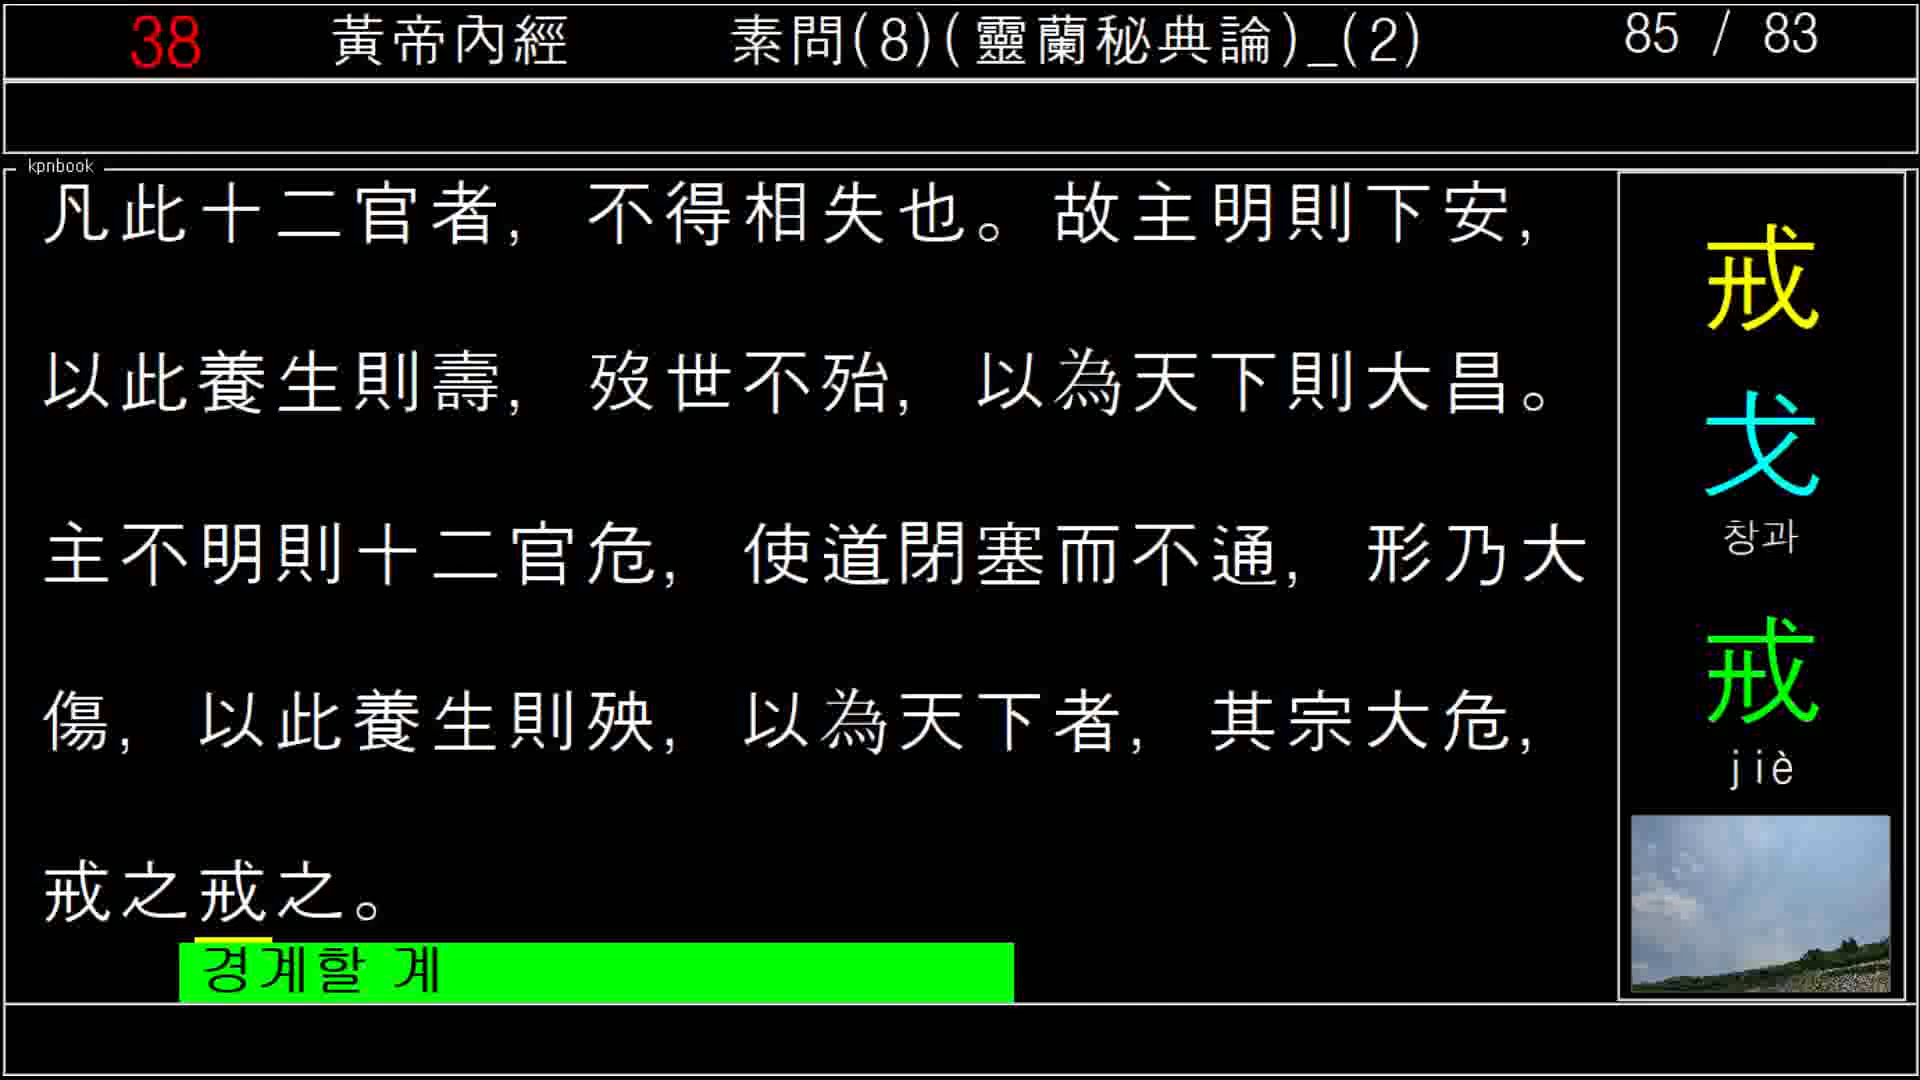 38 黃帝內經 素問(8)(靈蘭秘典論)_(2) 85 / 83
kpnbook
凡此十二官者, 不得相失也。故主明則下安,
以此養生則壽, 歿世不殆, 以為天下則大昌。
主不明則十二官危, 使道閉塞而不通, 形乃大
傷, 以此養生則殃, 以為天下者, 其宗大危,
戒之戒之。
경계할 계
戒
戈
창과
戒
jiè